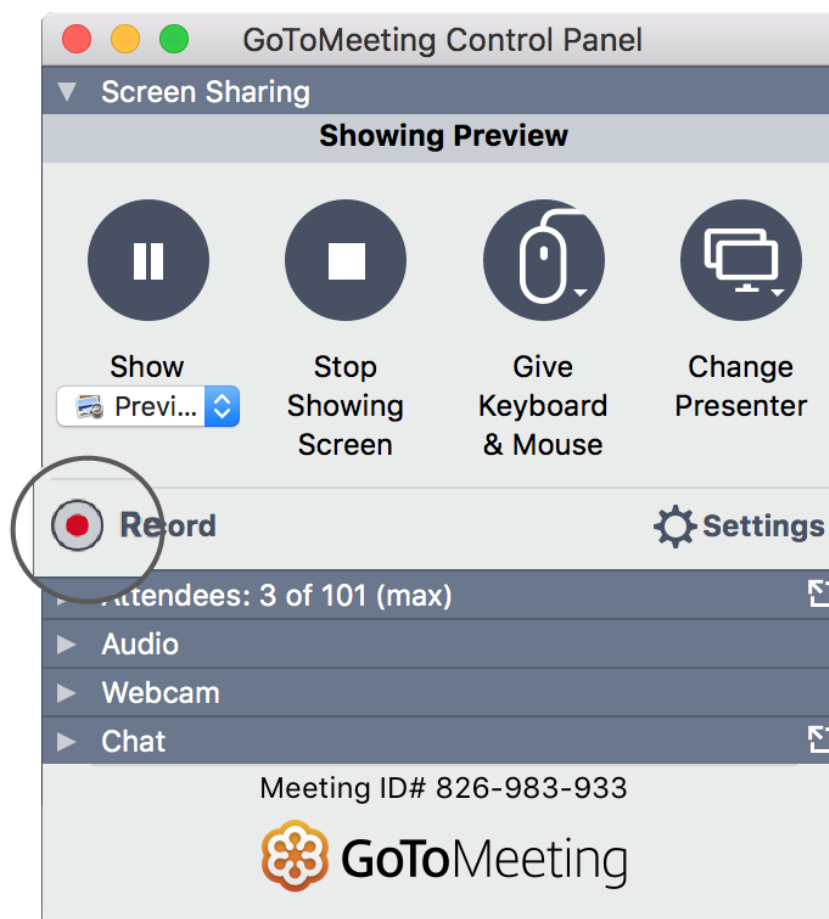 GoToMeeting Control Panel
Screen Sharing
Showing Preview
Show
Previ...
Stop
Showing
Screen
Give
Keyboard
& Mouse
Change
Presenter
Record
Settings
Attendees: 3 of 101 (max)
Audio
Webcam
Chat
Meeting ID# 826-983-933
GoToMeeting